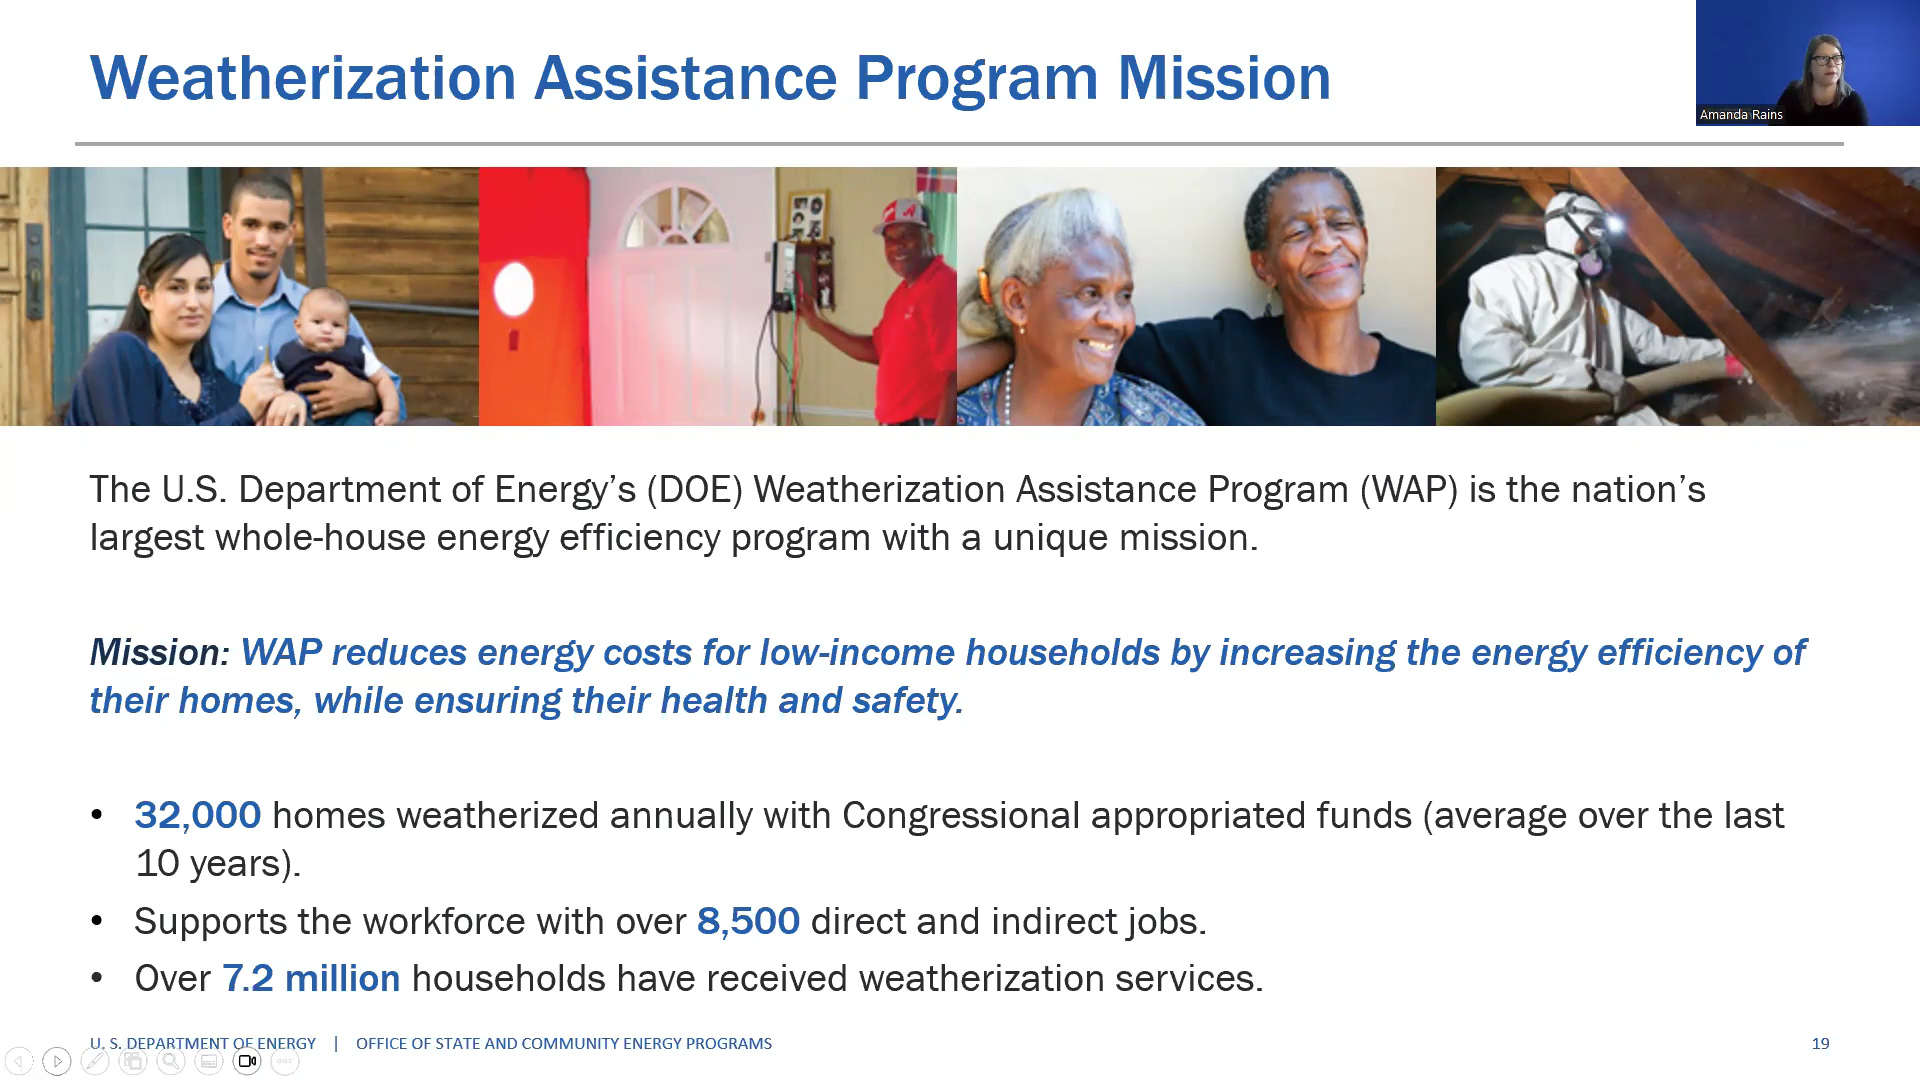 Weatherization Assistance Program Mission
Amanda Rains
A
The U.S. Department of Energy’s (DOE) Weatherization Assistance Program (WAP) is the nation’s
largest whole-house energy efficiency program with a unique mission.
Mission: WAP reduces energy costs for low-income households by increasing the energy efficiency of
their homes, while ensuring their health and safety.
• 32,000 homes weatherized annually with Congressional appropriated funds (average over the last
10 years).
• Supports the workforce with over 8,500 direct and indirect jobs.
• Over 7.2 million households have received weatherization services.
U. S. DEPARTMENT OF ENERGY | OFFICE OF STATE AND COMMUNITY ENERGY PROGRAMS
19